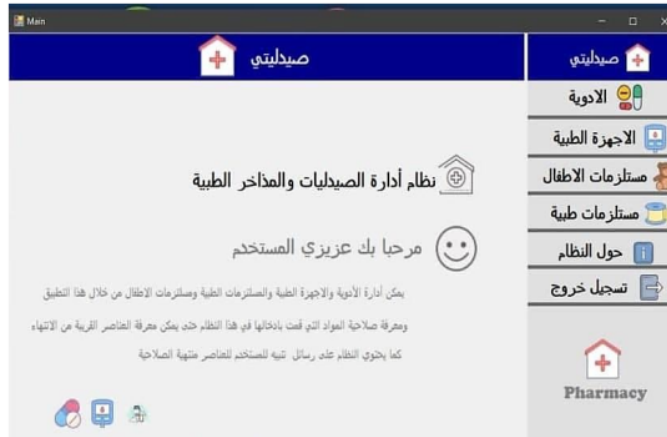 Main
صيدليتي
صيدليتي
الادوية
الاجهزة الطبية
مستلزمات الاطفال
مستلزمات طبية
حول النظام
تسجيل خروج
Pharmacy
نظام أدارة الصيدليات والمذاخر الطبية
مرحبا بك عزيزي المستخدم
يمكن أدارة الأدوية والاجهزة الطبية والمستلزمات الطبية ومستلزمات الاطفال من خلال هذا التطبيق
ومعرفة صلاحية المواد التي قمت بادخالها في هذا النظام حتى يمكن معرفة العناصر القريبة من الانتهاء
كما يحتوي النظام على رسائل تنبيه للمستخدم للعناصر منتهية الصلاحية